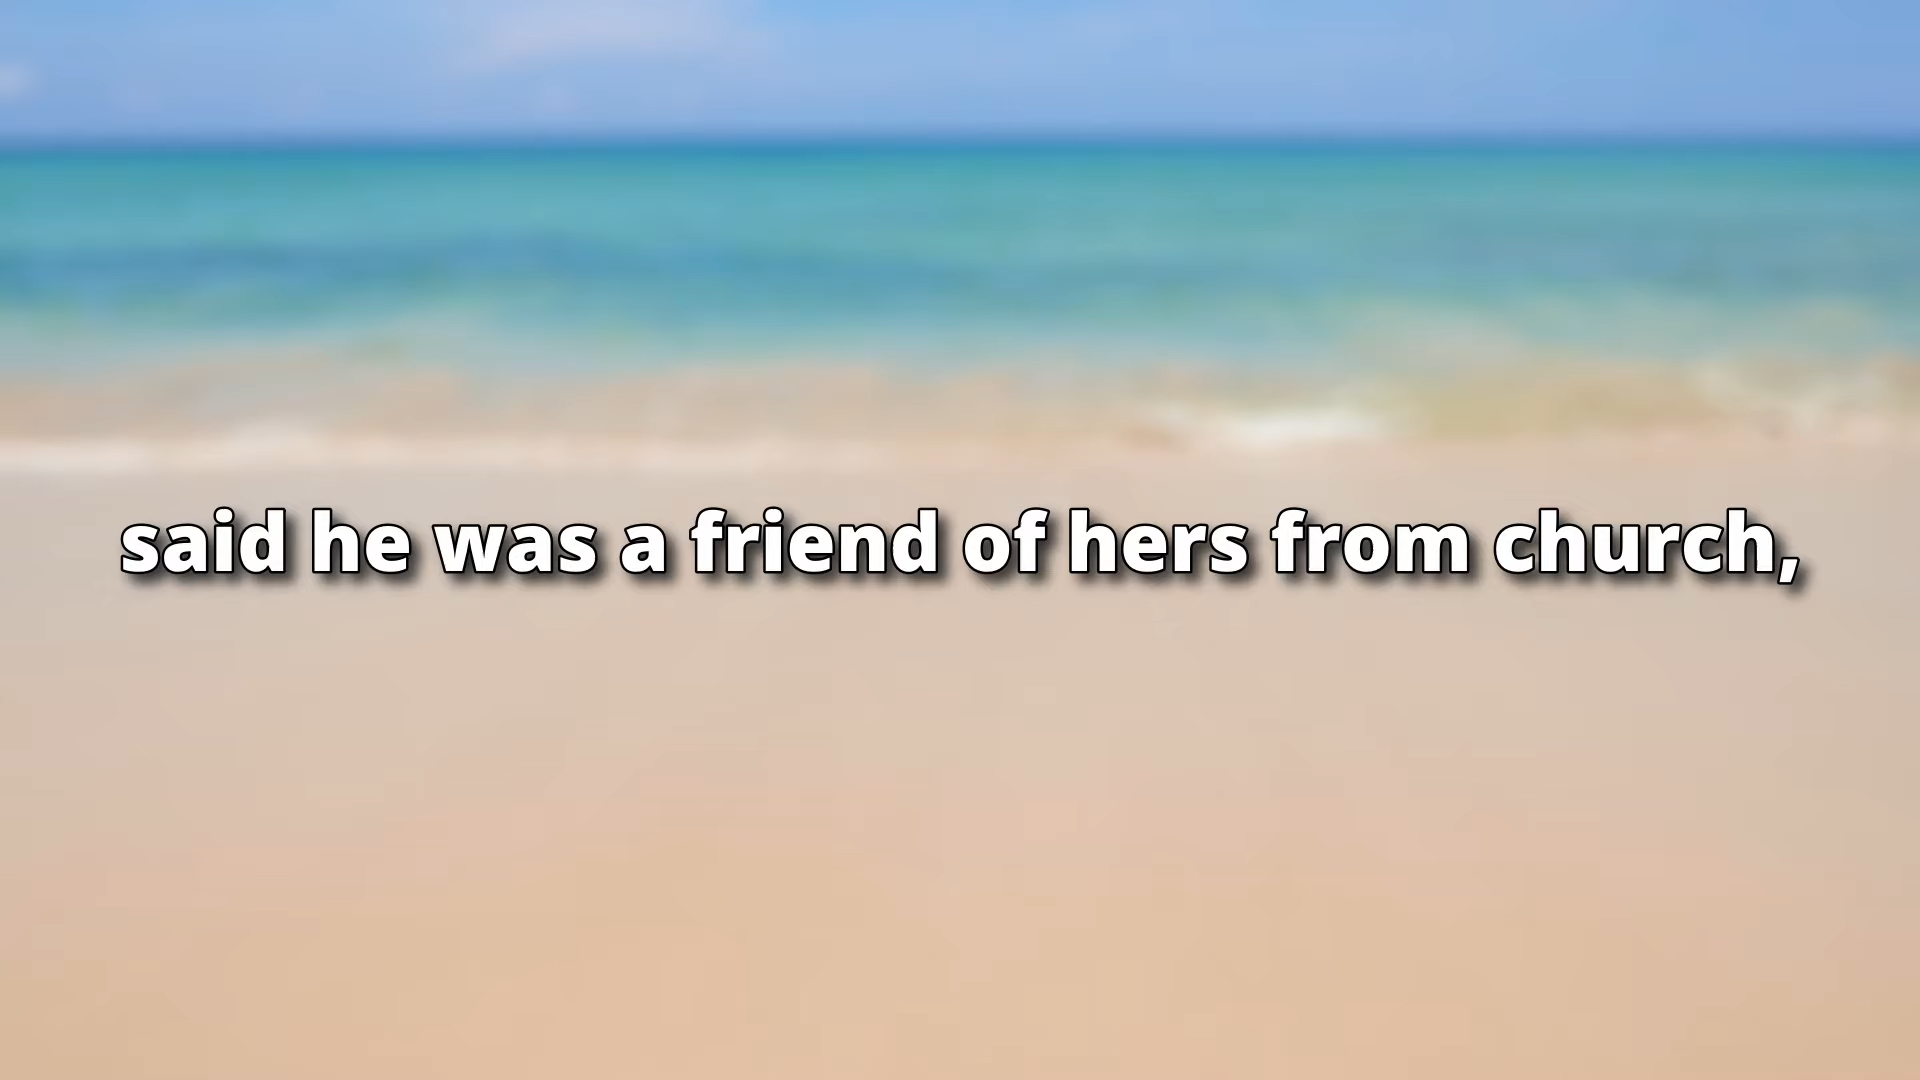 said he was a friend of hers from church,